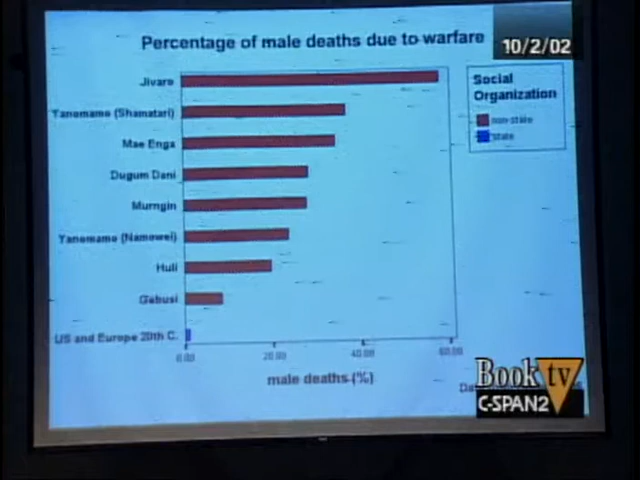 Percentage of male deaths due to warfare
10/2/02
Jivaro
Yanomamo (Shamatari)
Mae Enga
Dugum Dani
Murngin
Yanomamo (Namowei)
Huli
Gebusi
US and Europe 20th C.
0.00 20.00 40.00 60.00
male deaths (%)
Social
Organization
non-state
state
Book tv
C-SPAN2